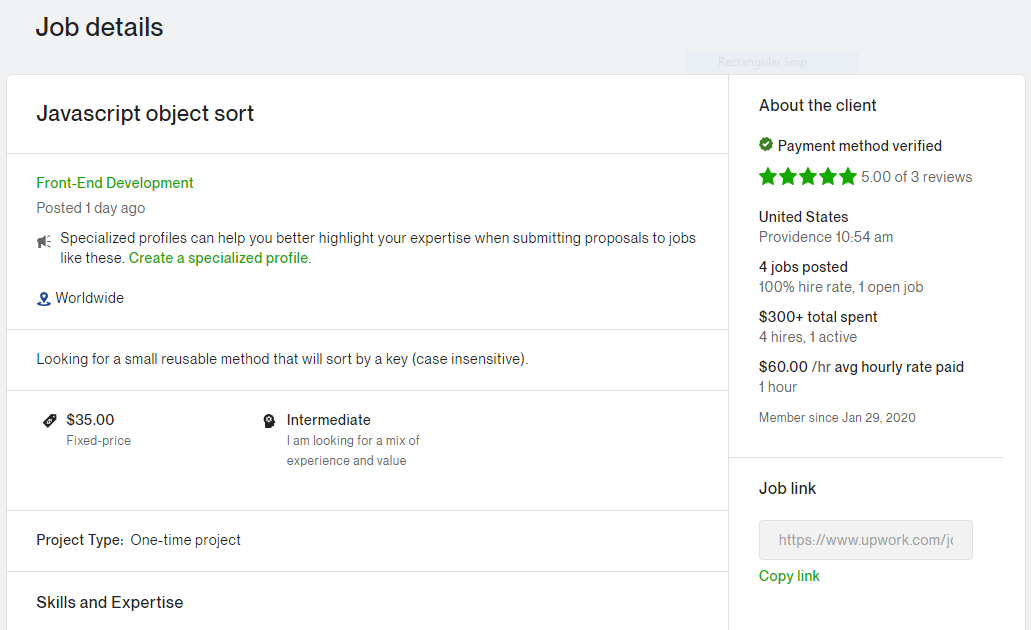 Job details
Rectangular Snip
Javascript object sort
Front-End Development
Posted 1 day ago
Specialized profiles can help you better highlight your expertise when submitting proposals to jobs
like these. Create a specialized profile.
Worldwide
Looking for a small reusable method that will sort by a key (case insensitive).
$35.00
Fixed-price
Intermediate
I am looking for a mix of
experience and value
Project Type: One-time project
Skills and Expertise
About the client
Payment method verified
5.00 of 3 reviews
United States
Providence 10:54 am
4 jobs posted
100% hire rate, 1 open job
$300+ total spent
4 hires, 1 active
$60.00 /hr avg hourly rate paid
1 hour
Member since Jan 29, 2020
Job link
https://www.upwork.com/jo
Copy link